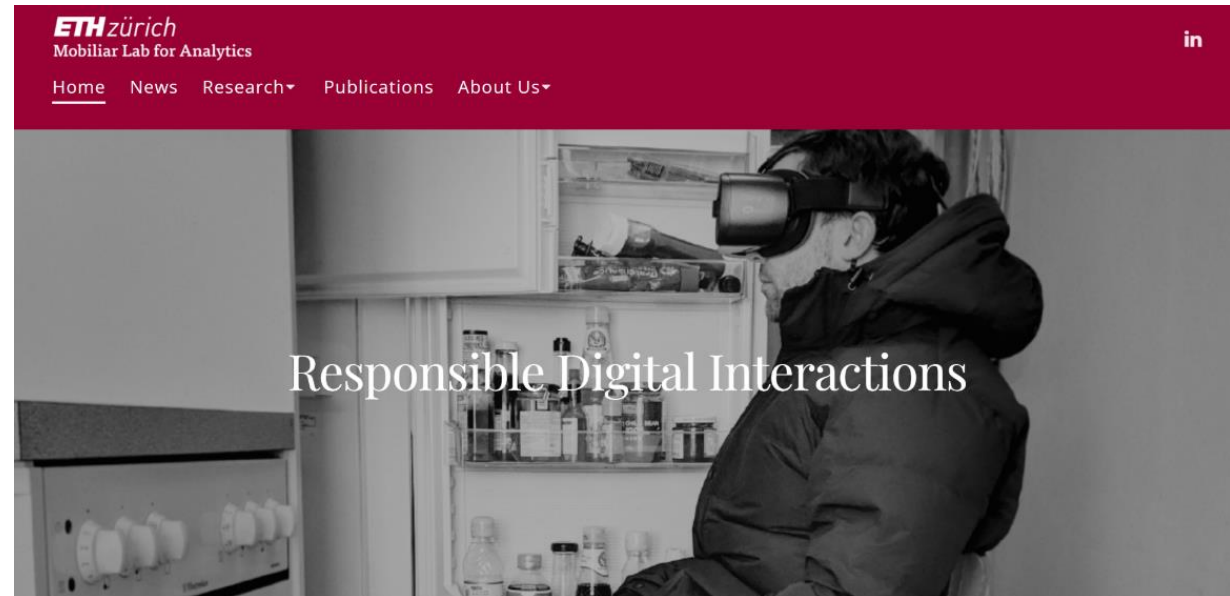 ETH zürich
Mobiliar Lab for Analytics
in
Home News Research Publications About Us
Responsible Digital Interactions